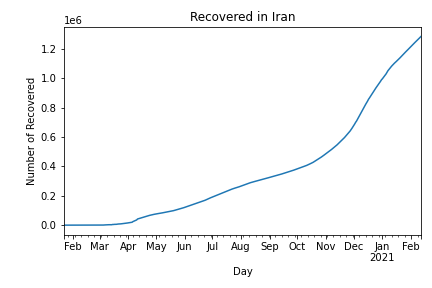 Recovered in Iran
1e6
1.2
1.0
0.8
0.6
0.4
0.2
0.0
Number of Recovered
Feb Mar Apr May Jun Jul Aug Sep Oct Nov Dec Jan Feb
2021
Day